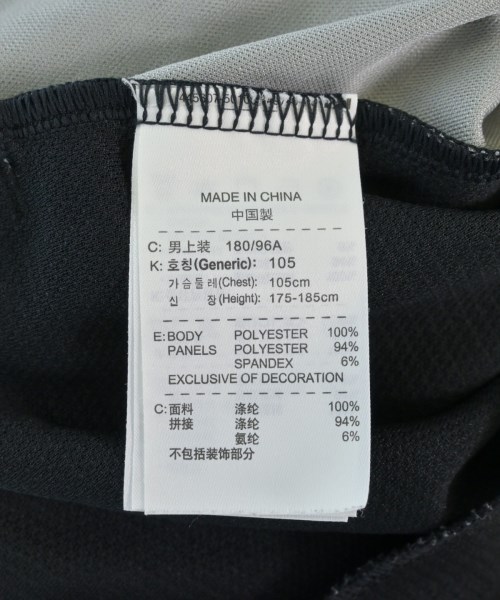 MADE IN CHINA
中国製
C: 男上装 180/96A
K: 호칭(Generic): 105
가슴둘레(Chest): 105cm
신 장(Height): 175-185cm
E: BODY POLYESTER 100%
PANELS POLYESTER 94%
SPANDEX 6%
EXCLUSIVE OF DECORATION
C: 面料 涤纶 100%
拼接 涤纶 94%
氨纶 6%
不包括装饰部分